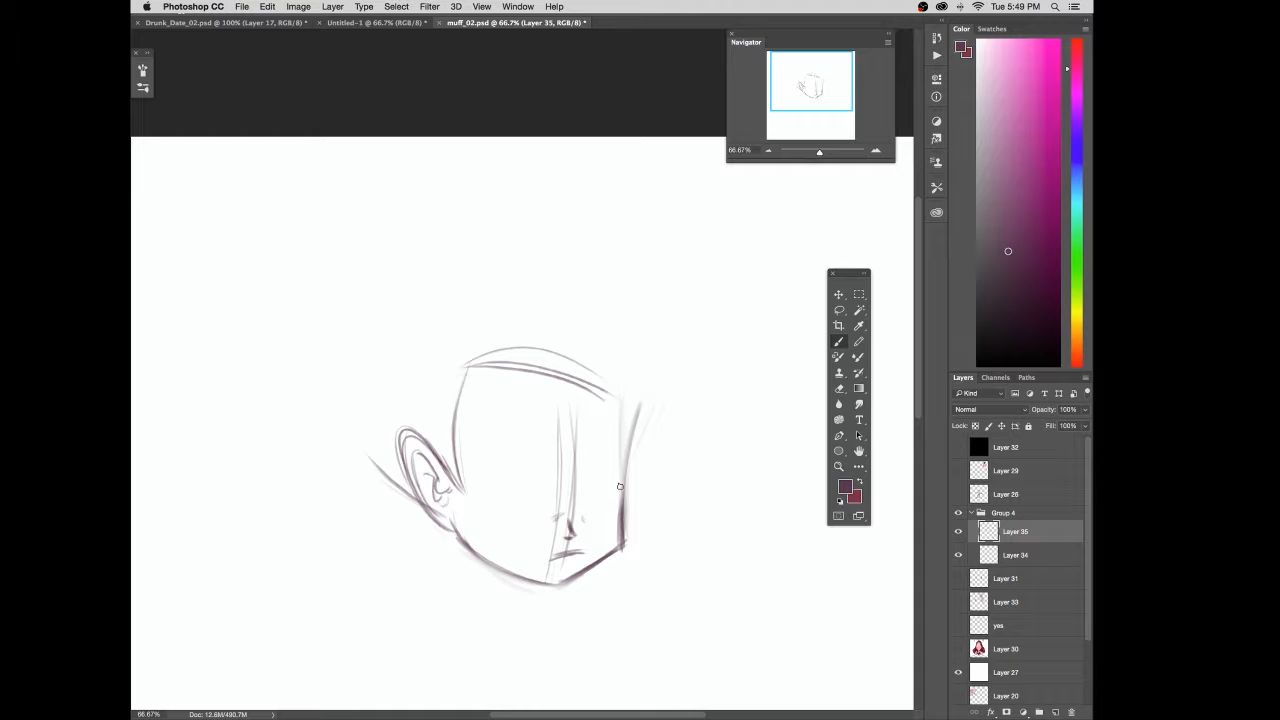 Photoshop CC File Edit Image Layer Type Select Filter 3D View Window Help Tue 5:49 PM
Drunk_Date_02.psd @ 100% (Layer 17, RGB/8) * Untitled-1 @ 66.7% (RGB/8) * muff_02.psd @ 66.7% (Layer 35, RGB/8) *
Color Swatches
Navigator
66.67%
Layers Channels Paths
Kind
Normal Opacity: 100%
Lock: Fill: 100%
Layer 32
Layer 29
Layer 26
Group 4
Layer 35
Layer 34
Layer 31
Layer 33
yes
Layer 30
Layer 27
Layer 20
66.67% Doc: 12.6M/490.7M